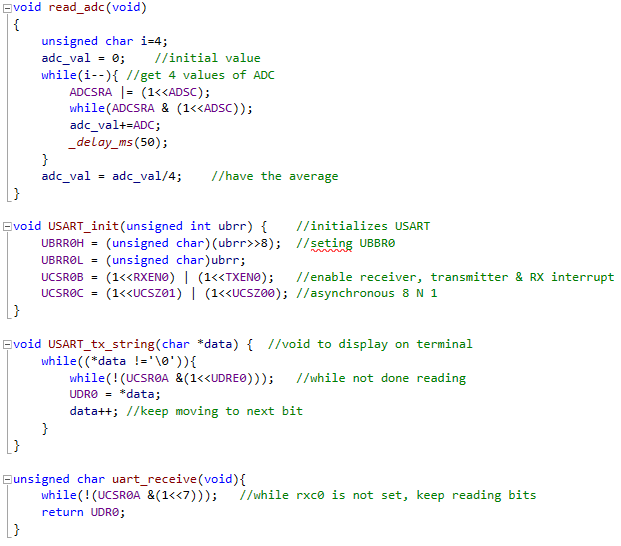 void read_adc(void)
{
    unsigned char i=4;
    adc_val = 0;    //initial value
    while(i--){ //get 4 values of ADC
        ADCSRA |= (1<<ADSC);
        while(ADCSRA & (1<<ADSC));
        adc_val+=ADC;
        _delay_ms(50);
    }
    adc_val = adc_val/4;    //have the average
}

void USART_init(unsigned int ubrr) {    //initializes USART
    UBRR0H = (unsigned char)(ubrr>>8);  //seting UBBR0
    UBRR0L = (unsigned char)ubrr;
    UCSR0B = (1<<RXEN0) | (1<<TXEN0);   //enable receiver, transmitter & RX interrupt
    UCSR0C = (1<<UCSZ01) | (1<<UCSZ00); //asynchronous 8 N 1
}

void USART_tx_string(char *data) {  //void to display on terminal
    while((*data !='\0')){
        while(!(UCSR0A &(1<<UDRE0)));   //while not done reading
        UDR0 = *data;
        data++; //keep moving to next bit
    }
}

unsigned char uart_receive(void){
    while(!(UCSR0A &(1<<7)));   //while rxc0 is not set, keep reading bits
    return UDR0;
}